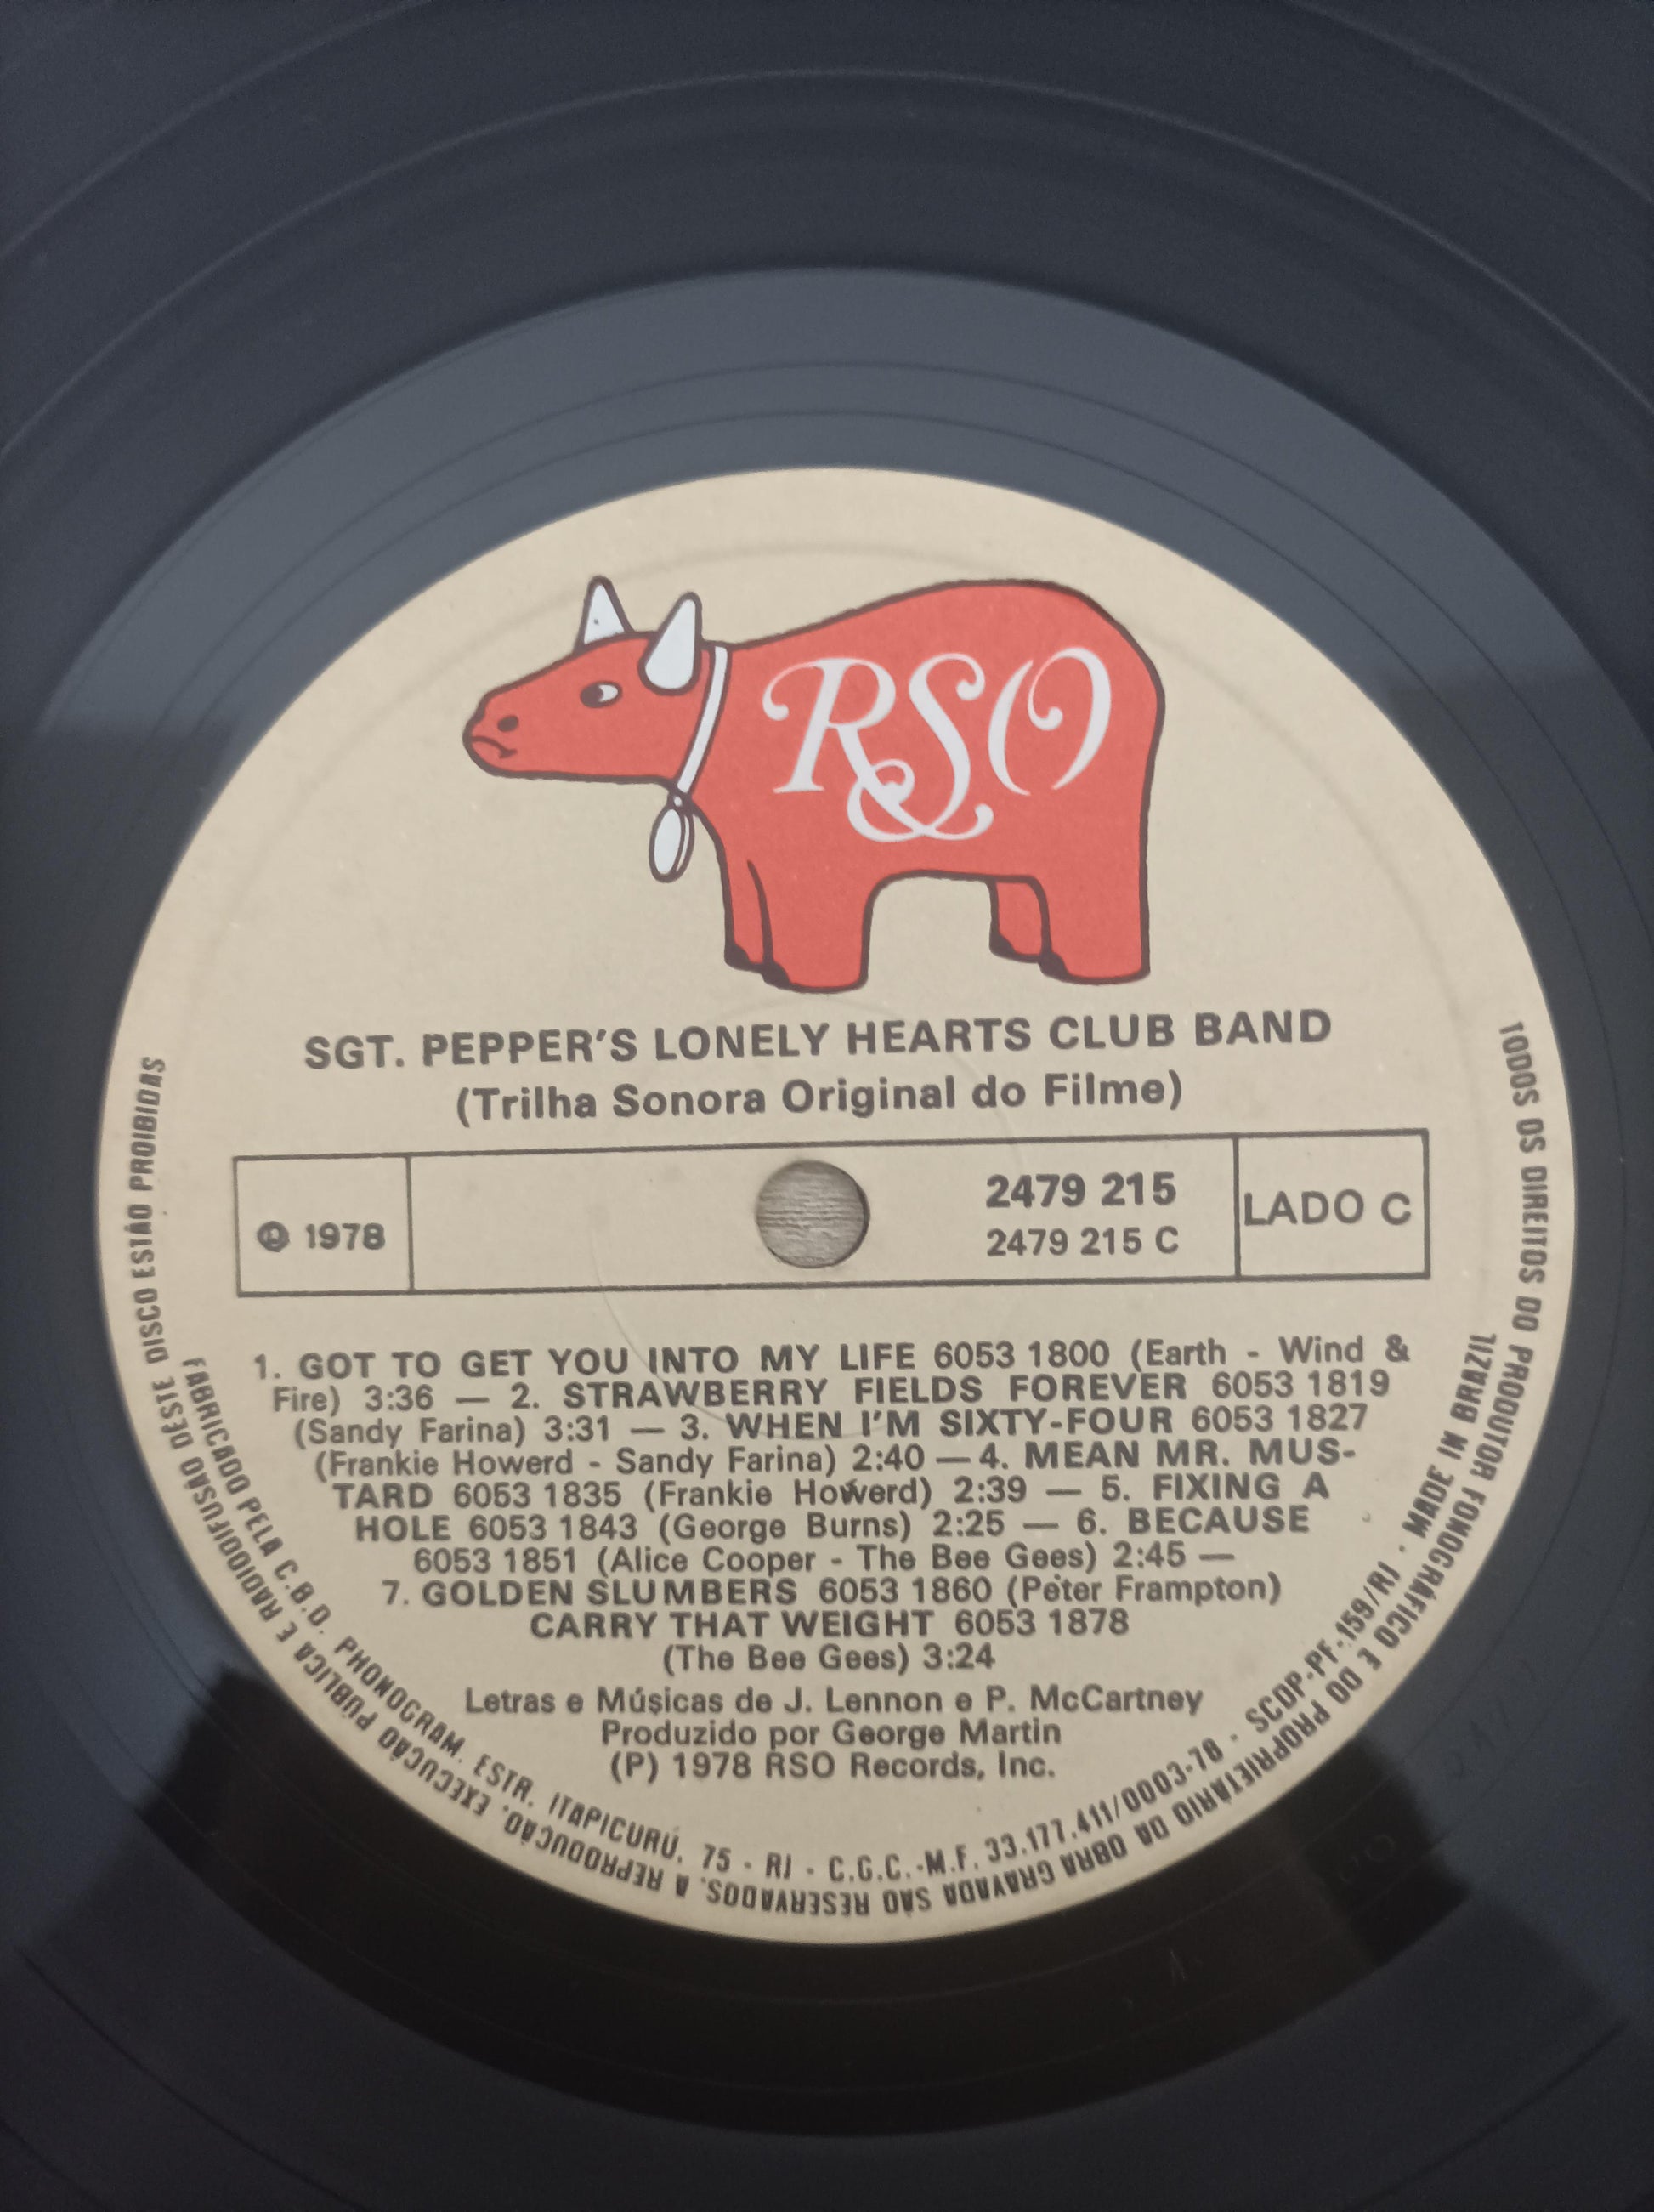 RSO
SGT. PEPPER'S LONELY HEARTS CLUB BAND
(Trilha Sonora Original do Filme)
℗ 1978
2479 215
2479 215 C
LADO C
1. GOT TO GET YOU INTO MY LIFE 6053 1800 (Earth - Wind &
Fire) 3:36 — 2. STRAWBERRY FIELDS FOREVER 6053 1819
(Sandy Farina) 3:31 — 3. WHEN I'M SIXTY-FOUR 6053 1827
(Frankie Howerd - Sandy Farina) 2:40 — 4. MEAN MR. MUS-
TARD 6053 1835 (Frankie Howerd) 2:39 — 5. FIXING A
HOLE 6053 1843 (George Burns) 2:25 — 6. BECAUSE
6053 1851 (Alice Cooper - The Bee Gees) 2:45 —
7. GOLDEN SLUMBERS 6053 1860 (Peter Frampton)
CARRY THAT WEIGHT 6053 1878
(The Bee Gees) 3:24
Letras e Músicas de J. Lennon e P. McCartney
Produzido por George Martin
(P) 1978 RSO Records, Inc.
FABRICADO PELA C.B.D. PHONOGRAM. ESTR. ITAPICURÚ, 75 - RJ - C.G.C.-M.F. 33.177.411/0003-78 - SCDP-PF-159/RJ - MADE IN BRAZIL
TODOS OS DIREITOS DO PRODUTOR FONOGRÁFICO E DO PROPRIETÁRIO DA OBRA GRAVADA SÃO RESERVADOS. A REPRODUÇÃO, EXECUÇÃO PÚBLICA E RADIODIFUSÃO DESTE DISCO ESTÃO PROIBIDAS